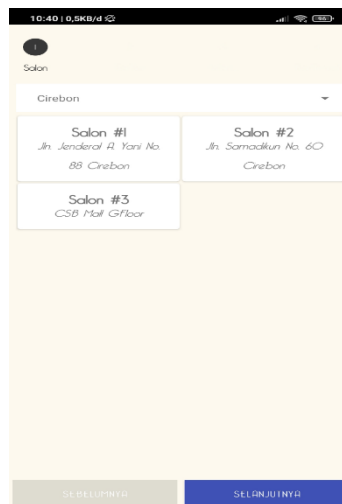 10:40 | 0,5KB/d
1
Salon
Cirebon
Salon #1
Jln. Jenderal A. Yani No.
88 Cirebon
Salon #2
Jln. Samadikun No. 60
Cirebon
Salon #3
CSB Mall GFloor
SEBELUMNYA
SELANJUTNYA